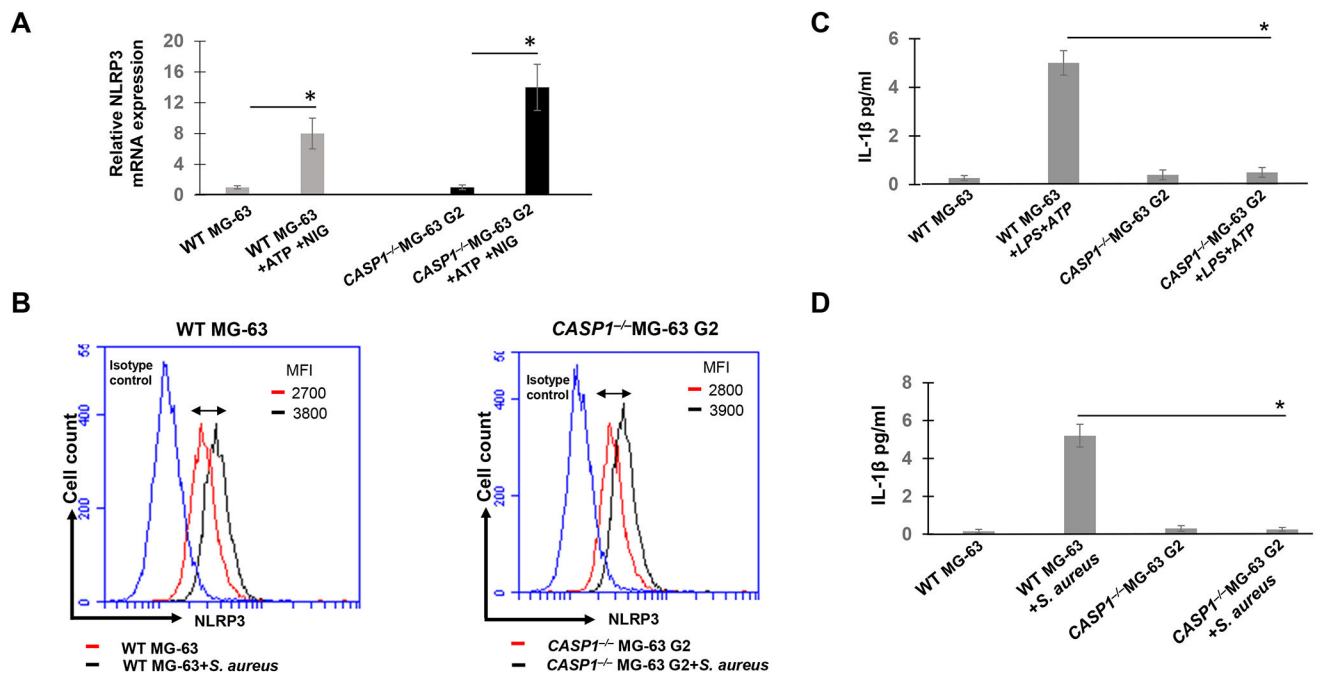 A
Relative NLRP3
mRNA expression
20
16
12
8
4
0
*
*
WT MG-63
WT MG-63
+ATP +NIG
CASP1⁻/⁻MG-63 G2
CASP1⁻/⁻MG-63 G2
+ATP +NIG
B
WT MG-63
Isotype
control
MFI
2700
3800
Cell count
400
200
0
NLRP3
WT MG-63
WT MG-63+S. aureus
CASP1⁻/⁻MG-63 G2
Isotype
control
MFI
2800
3900
Cell count
400
200
0
NLRP3
CASP1⁻/⁻ MG-63 G2
CASP1⁻/⁻ MG-63 G2+S. aureus
C
IL-1β pg/ml
6
4
2
0
*
WT MG-63
WT MG-63
+LPS+ATP
CASP1⁻/⁻MG-63 G2
CASP1⁻/⁻MG-63 G2
+LPS+ATP
D
IL-1β pg/ml
8
6
4
2
0
*
WT MG-63
WT MG-63
+S. aureus
CASP1⁻/⁻MG-63 G2
CASP1⁻/⁻MG-63 G2
+S. aureus